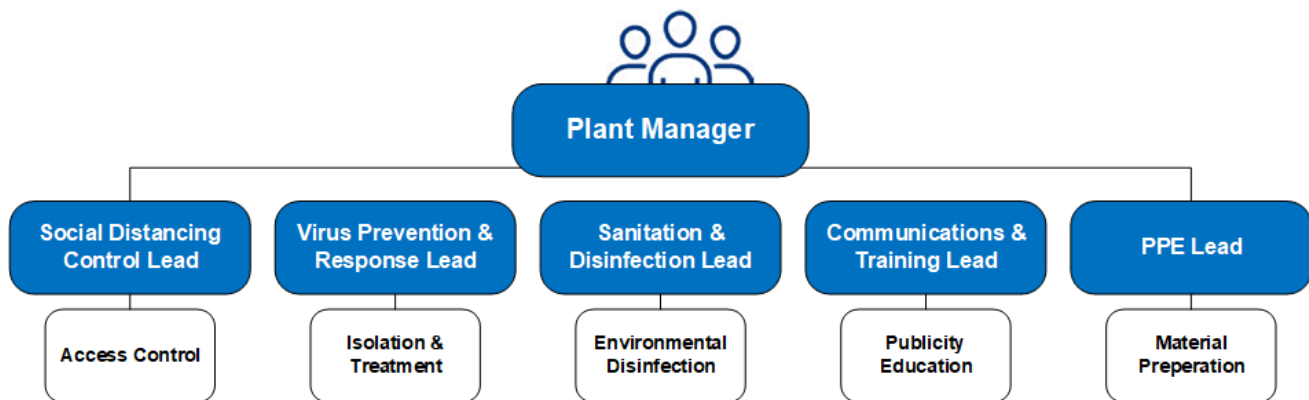 Plant Manager
Social Distancing
Control Lead
Virus Prevention &
Response Lead
Sanitation &
Disinfection Lead
Communications &
Training Lead
PPE Lead
Access Control
Isolation &
Treatment
Environmental
Disinfection
Publicity
Education
Material
Preperation